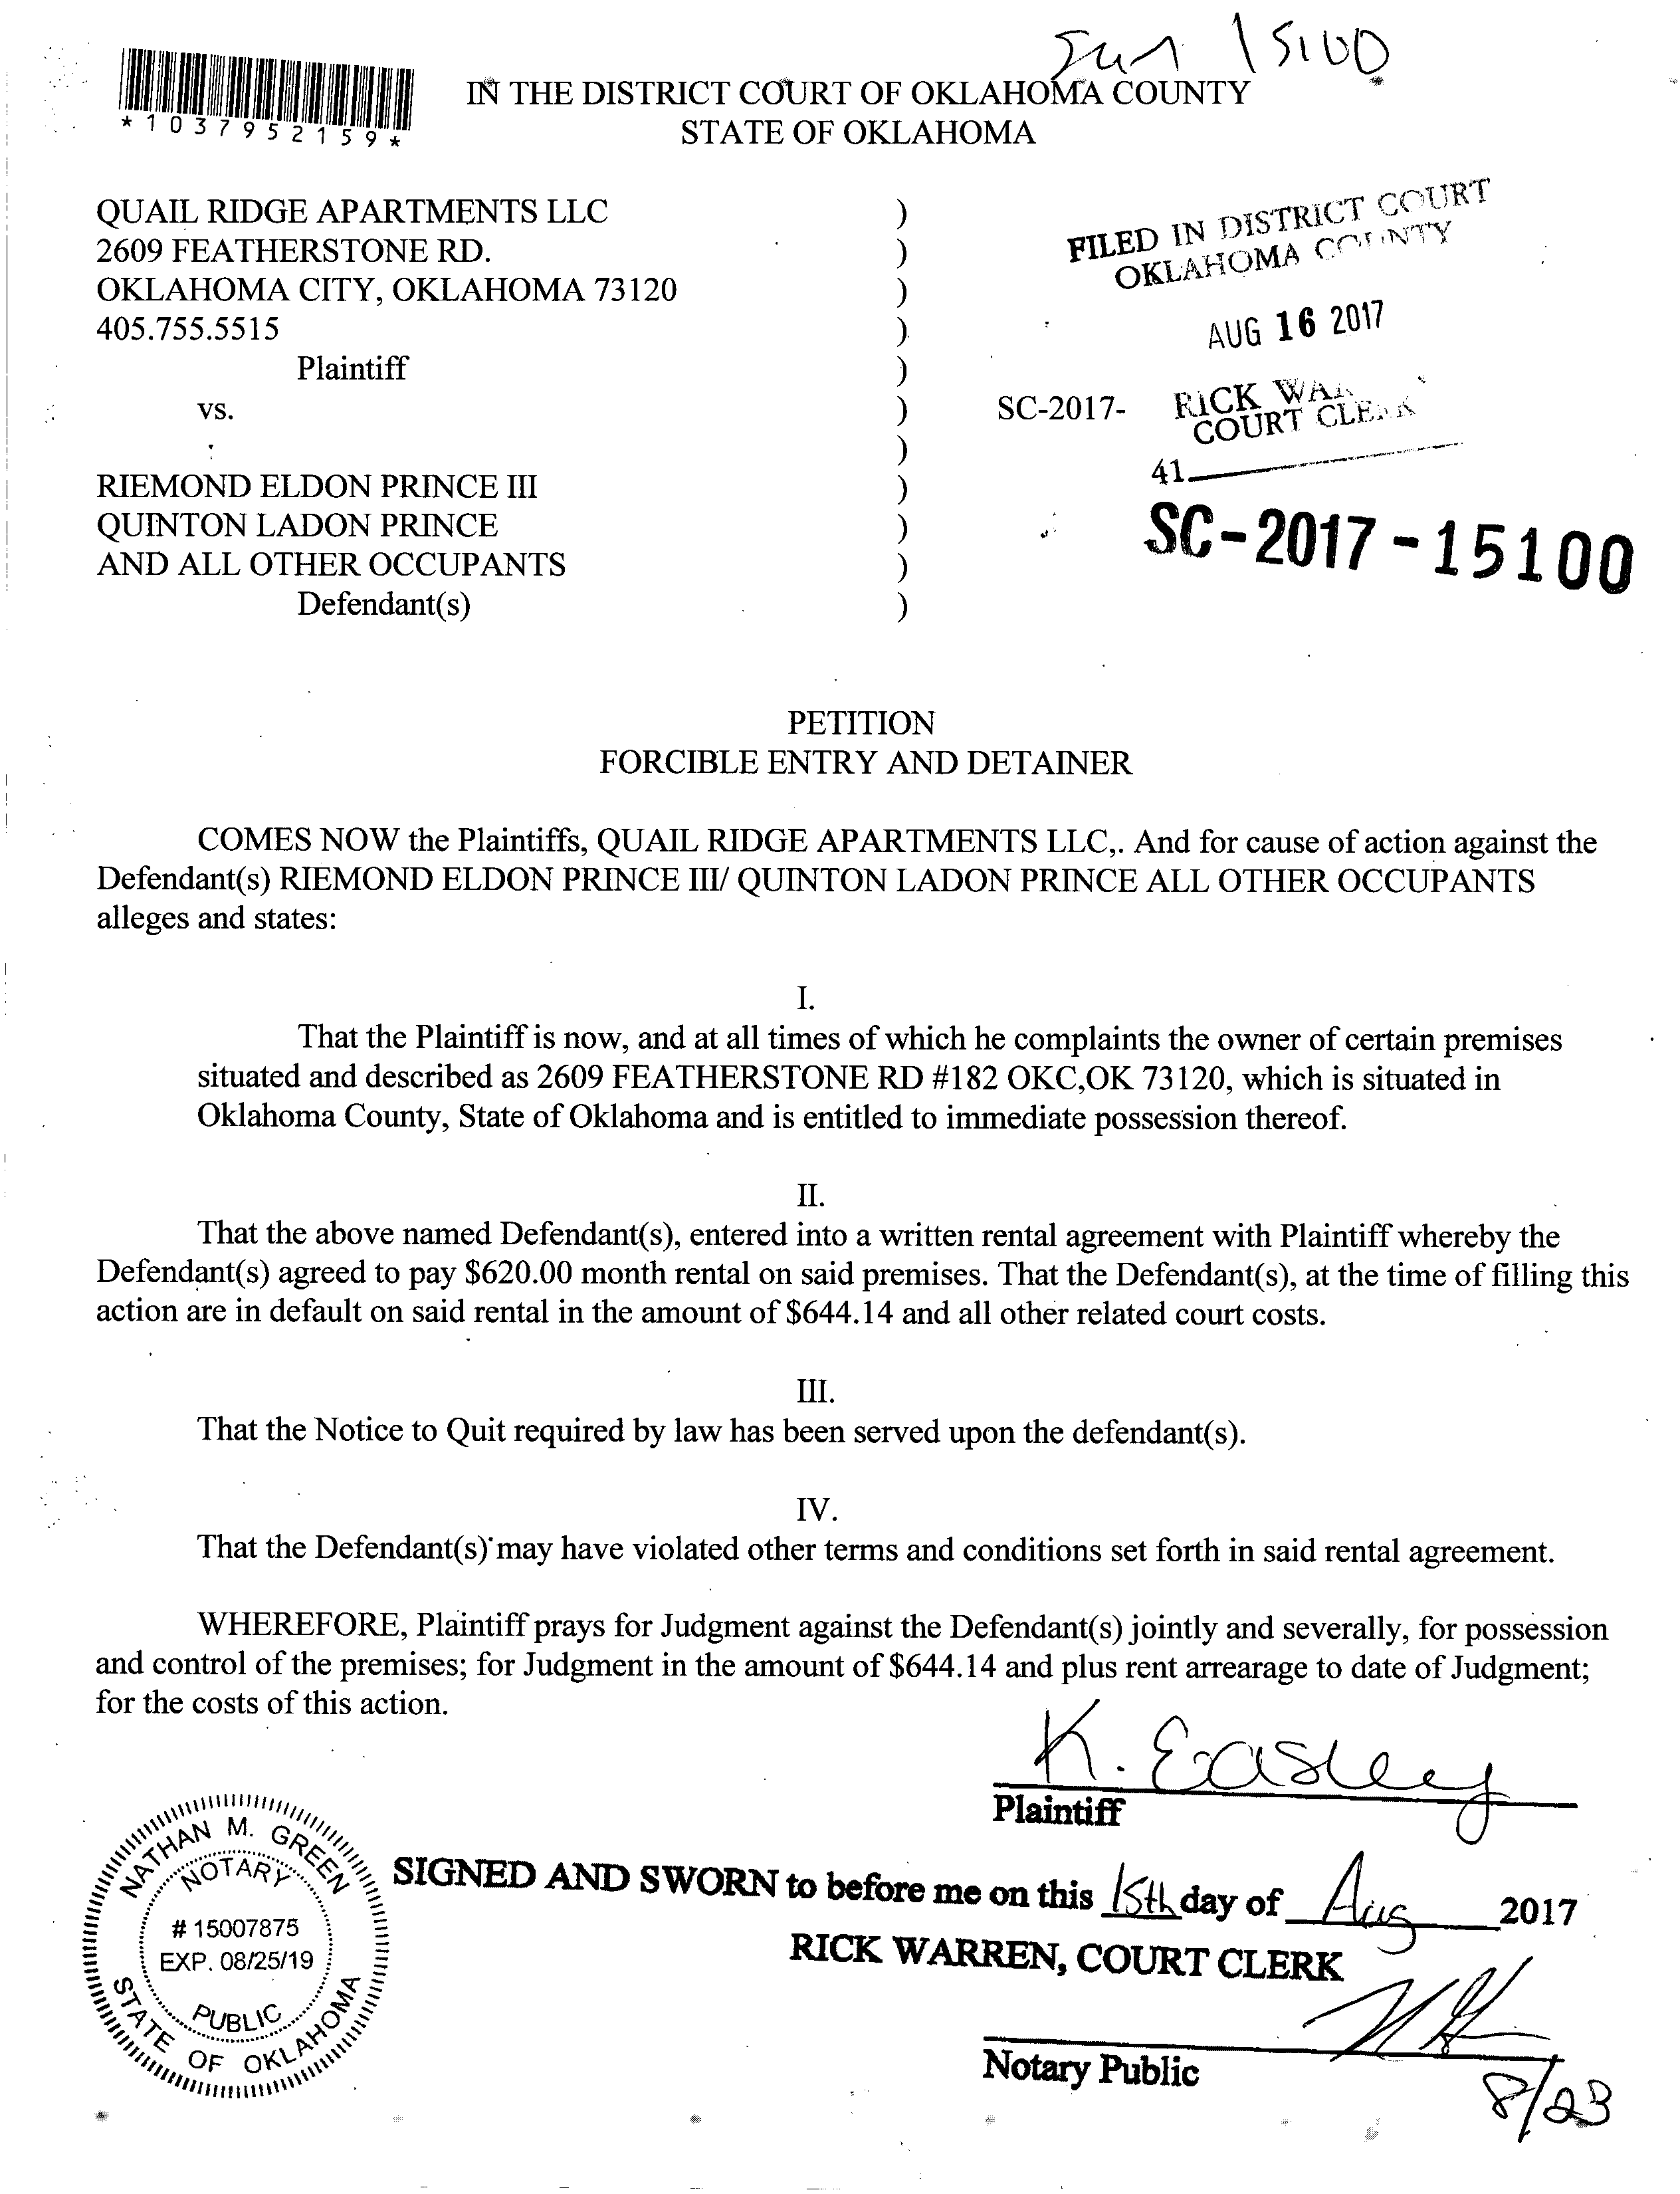 Sum 15100
*1037952159*
IN THE DISTRICT COURT OF OKLAHOMA COUNTY
STATE OF OKLAHOMA
QUAIL RIDGE APARTMENTS LLC )
2609 FEATHERSTONE RD. )
OKLAHOMA CITY, OKLAHOMA 73120 )
405.755.5515 )
Plaintiff )
vs. ) SC-2017-
)
RIEMOND ELDON PRINCE III )
QUINTON LADON PRINCE )
AND ALL OTHER OCCUPANTS )
Defendant(s) )
FILED IN DISTRICT COURT
OKLAHOMA COUNTY
AUG 16 2017
RICK WARREN
COURT CLERK
41
SC-2017-15100
PETITION
FORCIBLE ENTRY AND DETAINER
COMES NOW the Plaintiffs, QUAIL RIDGE APARTMENTS LLC,. And for cause of action against the
Defendant(s) RIEMOND ELDON PRINCE III/ QUINTON LADON PRINCE ALL OTHER OCCUPANTS
alleges and states:
I.
That the Plaintiff is now, and at all times of which he complaints the owner of certain premises
situated and described as 2609 FEATHERSTONE RD #182 OKC,OK 73120, which is situated in
Oklahoma County, State of Oklahoma and is entitled to immediate possession thereof.
II.
That the above named Defendant(s), entered into a written rental agreement with Plaintiff whereby the
Defendant(s) agreed to pay $620.00 month rental on said premises. That the Defendant(s), at the time of filling this
action are in default on said rental in the amount of $644.14 and all other related court costs.
III.
That the Notice to Quit required by law has been served upon the defendant(s).
IV.
That the Defendant(s) may have violated other terms and conditions set forth in said rental agreement.
WHEREFORE, Plaintiff prays for Judgment against the Defendant(s) jointly and severally, for possession
and control of the premises; for Judgment in the amount of $644.14 and plus rent arrearage to date of Judgment;
for the costs of this action.
K. Easley
Plaintiff
NATHAN M. GREEN
NOTARY
# 15007875
EXP. 08/25/19
PUBLIC
STATE OF OKLAHOMA
SIGNED AND SWORN to before me on this 15th day of Aug 2017
RICK WARREN, COURT CLERK
Notary Public
8/23